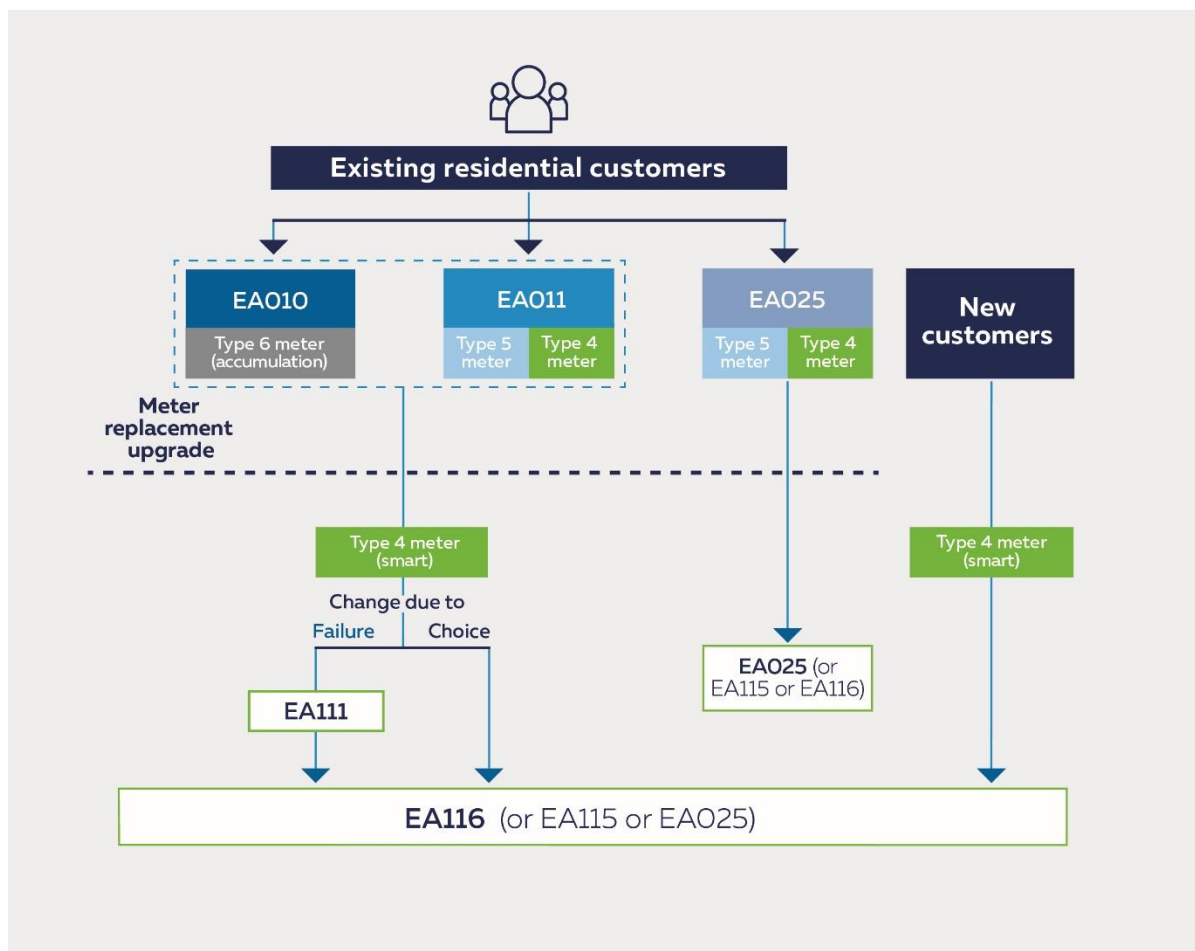 Existing residential customers
EA010
Type 6 meter
(accumulation)
EA011
Type 5
meter
Type 4
meter
EA025
Type 5
meter
Type 4
meter
New
customers
Meter
replacement
upgrade
Type 4 meter
(smart)
Change due to
Failure
Choice
EA111
EA025 (or
EA115 or EA116)
Type 4 meter
(smart)
EA116 (or EA115 or EA025)